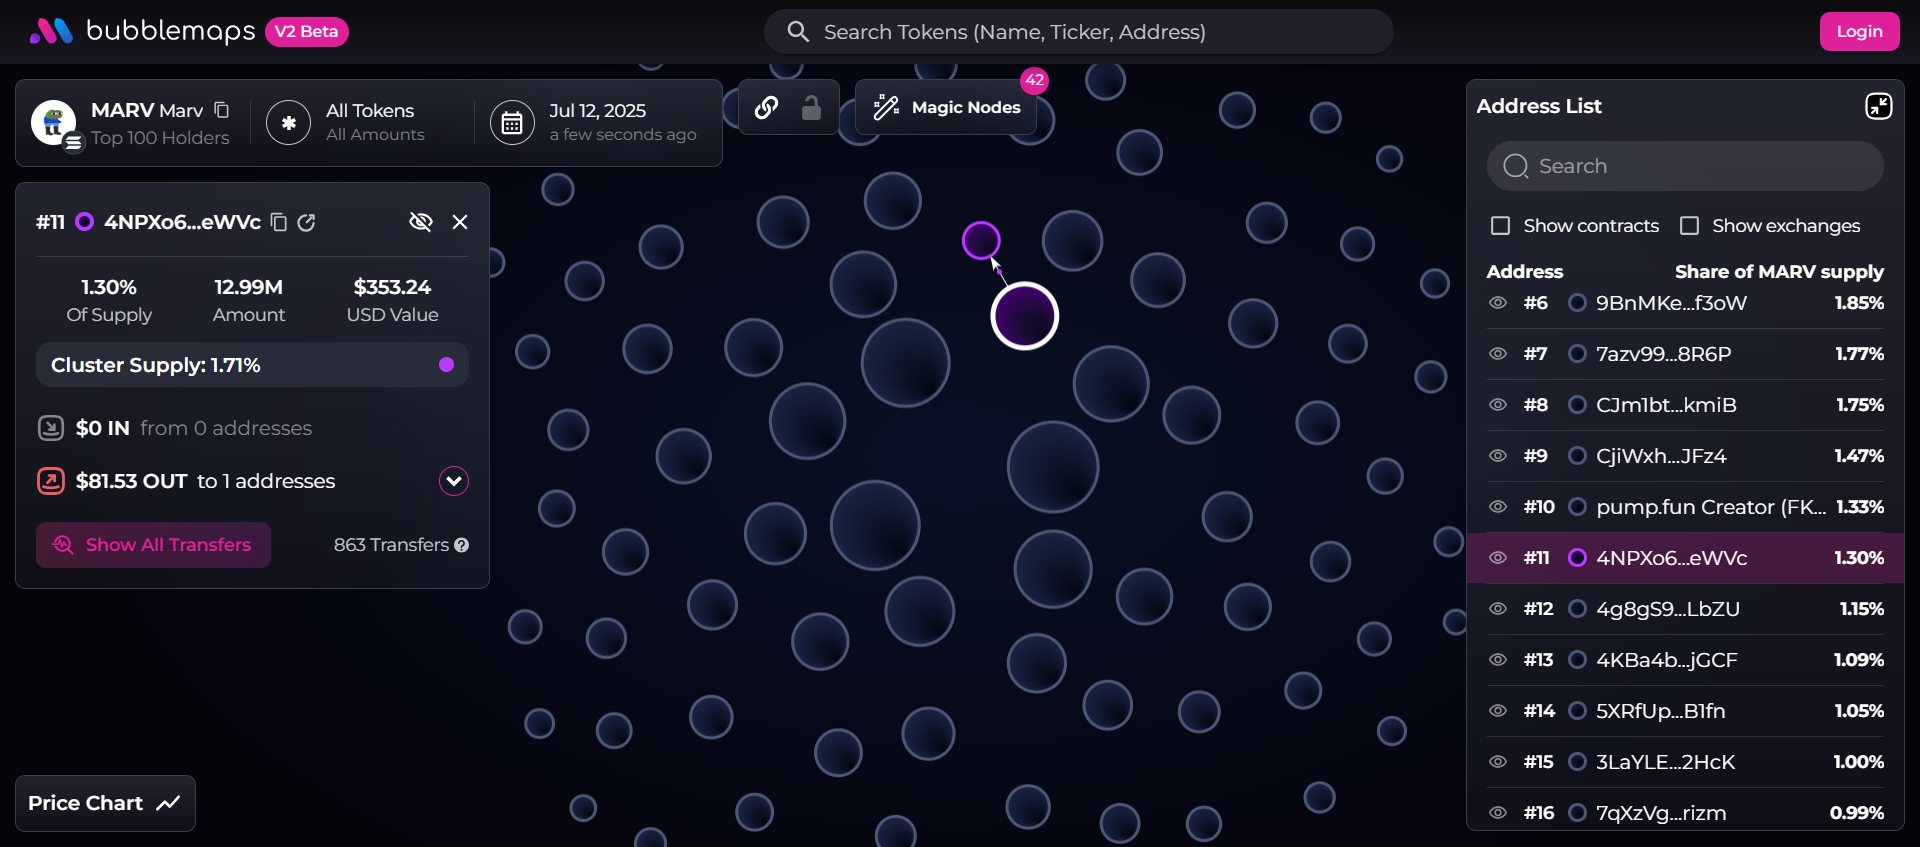 bubblemaps V2 Beta
Search Tokens (Name, Ticker, Address)
Login
MARV Marv
Top 100 Holders
All Tokens
All Amounts
Jul 12, 2025
a few seconds ago
Magic Nodes
42
#11 4NPXo6...eWVc
1.30% 12.99M $353.24
Of Supply Amount USD Value
Cluster Supply: 1.71%
$0 IN from 0 addresses
$81.53 OUT to 1 addresses
Show All Transfers 863 Transfers
Price Chart
Address List
Search
Show contracts Show exchanges
Address Share of MARV supply
#6 9BnMKe...f3oW 1.85%
#7 7azv99...8R6P 1.77%
#8 CJm1bt...kmiB 1.75%
#9 CjiWxh...JFz4 1.47%
#10 pump.fun Creator (FK... 1.33%
#11 4NPXo6...eWVc 1.30%
#12 4g8gS9...LbZU 1.15%
#13 4KBa4b...jGCF 1.09%
#14 5XRfUp...B1fn 1.05%
#15 3LaYLE...2HcK 1.00%
#16 7qXzVg...rizm 0.99%